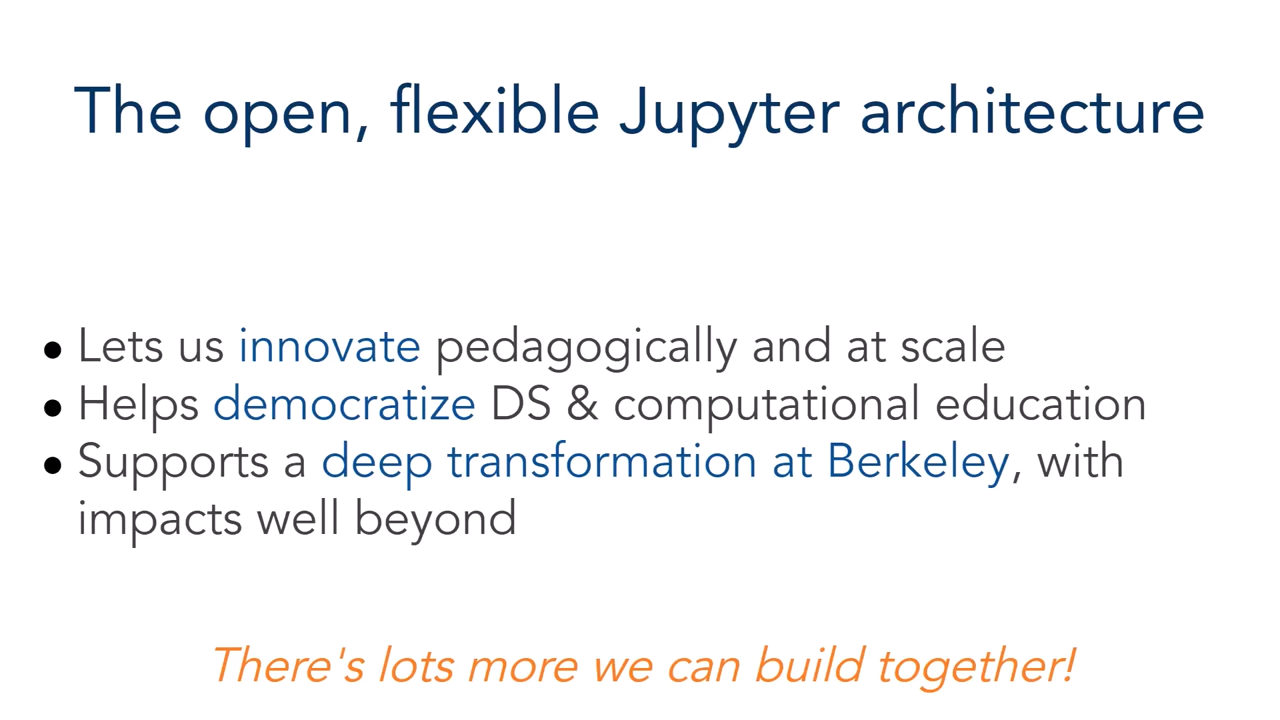 The open, flexible Jupyter architecture
• Lets us innovate pedagogically and at scale
• Helps democratize DS & computational education
• Supports a deep transformation at Berkeley, with
impacts well beyond
There's lots more we can build together!